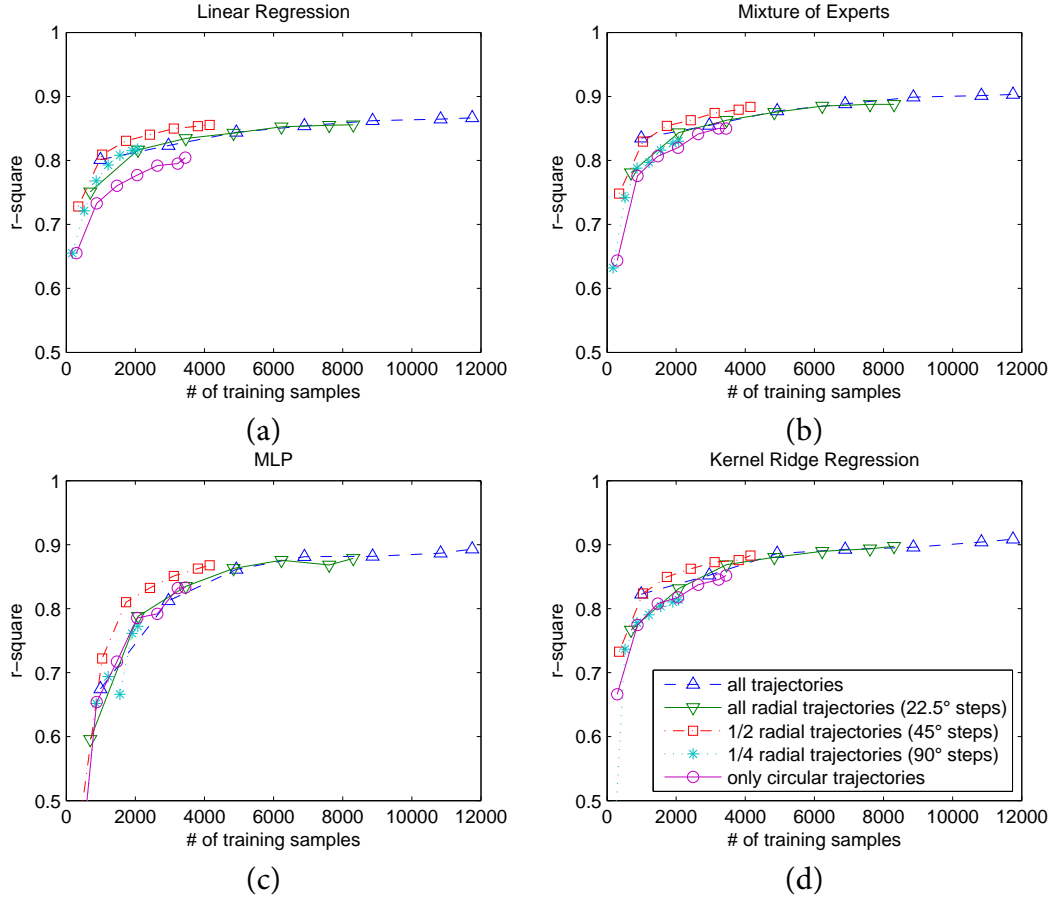 Linear Regression
1
0.9
0.8
0.7
0.6
0.5
r−square
0 2000 4000 6000 8000 10000 12000
# of training samples
(a)
Mixture of Experts
1
0.9
0.8
0.7
0.6
0.5
r−square
0 2000 4000 6000 8000 10000 12000
# of training samples
(b)
MLP
1
0.9
0.8
0.7
0.6
0.5
r−square
0 2000 4000 6000 8000 10000 12000
# of training samples
(c)
Kernel Ridge Regression
1
0.9
0.8
0.7
0.6
0.5
r−square
all trajectories
all radial trajectories (22.5° steps)
1/2 radial trajectories (45° steps)
1/4 radial trajectories (90° steps)
only circular trajectories
0 2000 4000 6000 8000 10000 12000
# of training samples
(d)